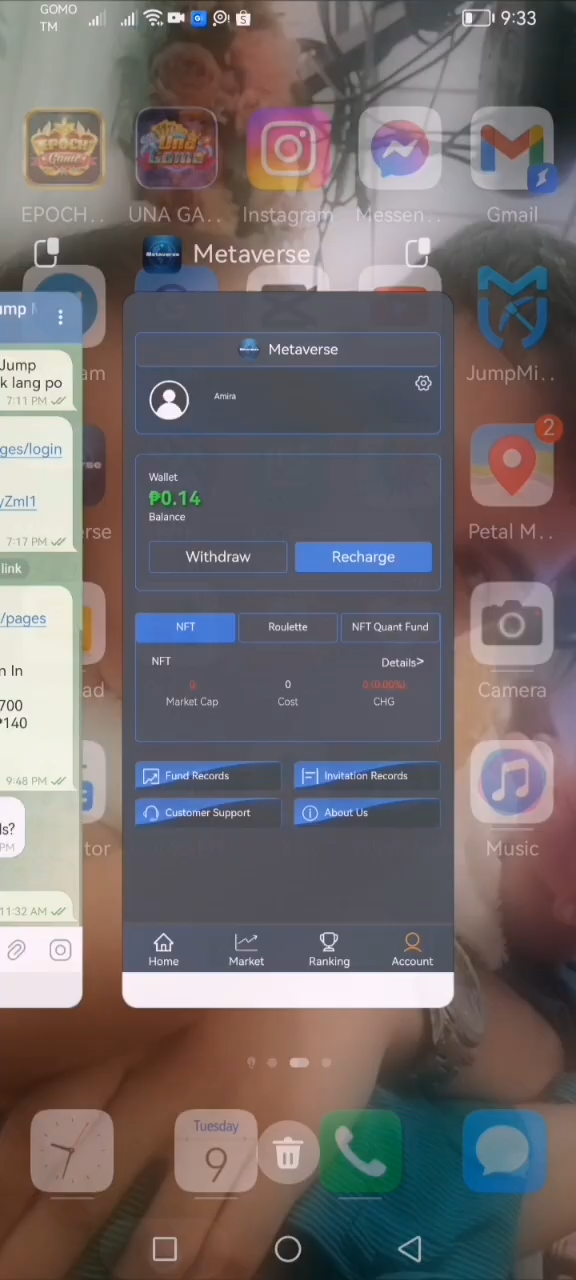 GOMO
TM
9:33
EPOCH..
UNA GA..
Instagram
Messen..
Gmail
Metaverse
Jump
k lang po
7:11 PM
JumpMi..
ges/login
yZml1
7:17 PM
link
/pages
n In
700
₱140
9:48 PM
s?
PM
11:32 AM
am
rse
ad
tor
Metaverse
Amira
Wallet
₱0.14
Balance
Withdraw
Recharge
NFT
Roulette
NFT Quant Fund
NFT
Details>
0
0
0(0.00%)
Market Cap
Cost
CHG
Fund Records
Invitation Records
Customer Support
About Us
Home
Market
Ranking
Account
2
Petal M..
Camera
Music
Tuesday
9